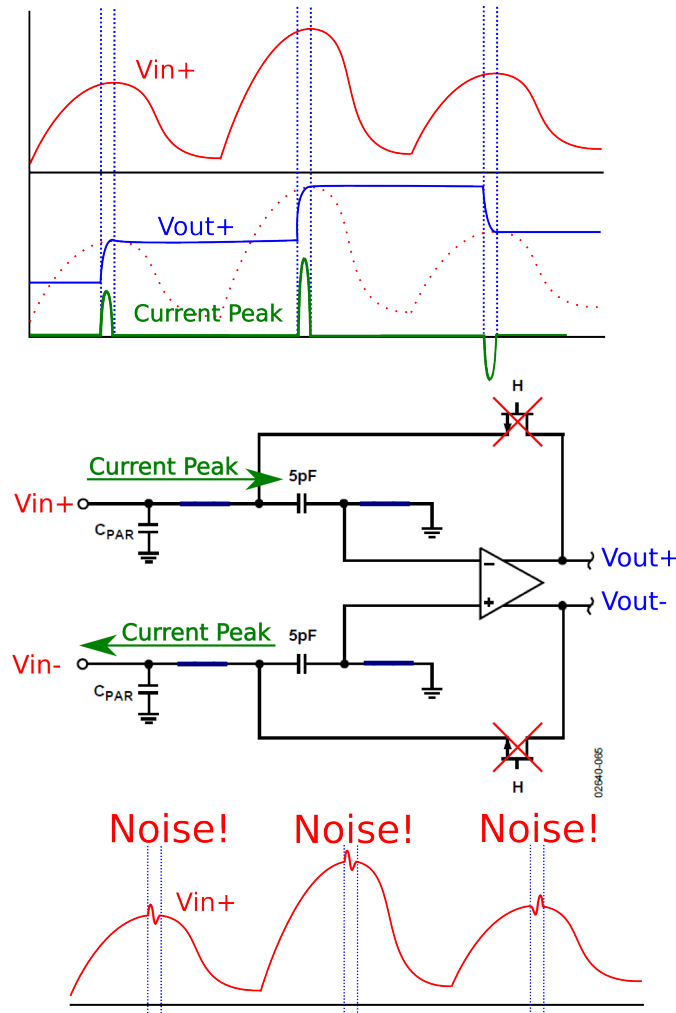 Vin+
Vout+
Current Peak
H
Current Peak
5pF
Vin+
CPAR
Vout+
Vout-
Current Peak
5pF
Vin-
CPAR
H
02640-065
Noise! Noise! Noise!
Vin+